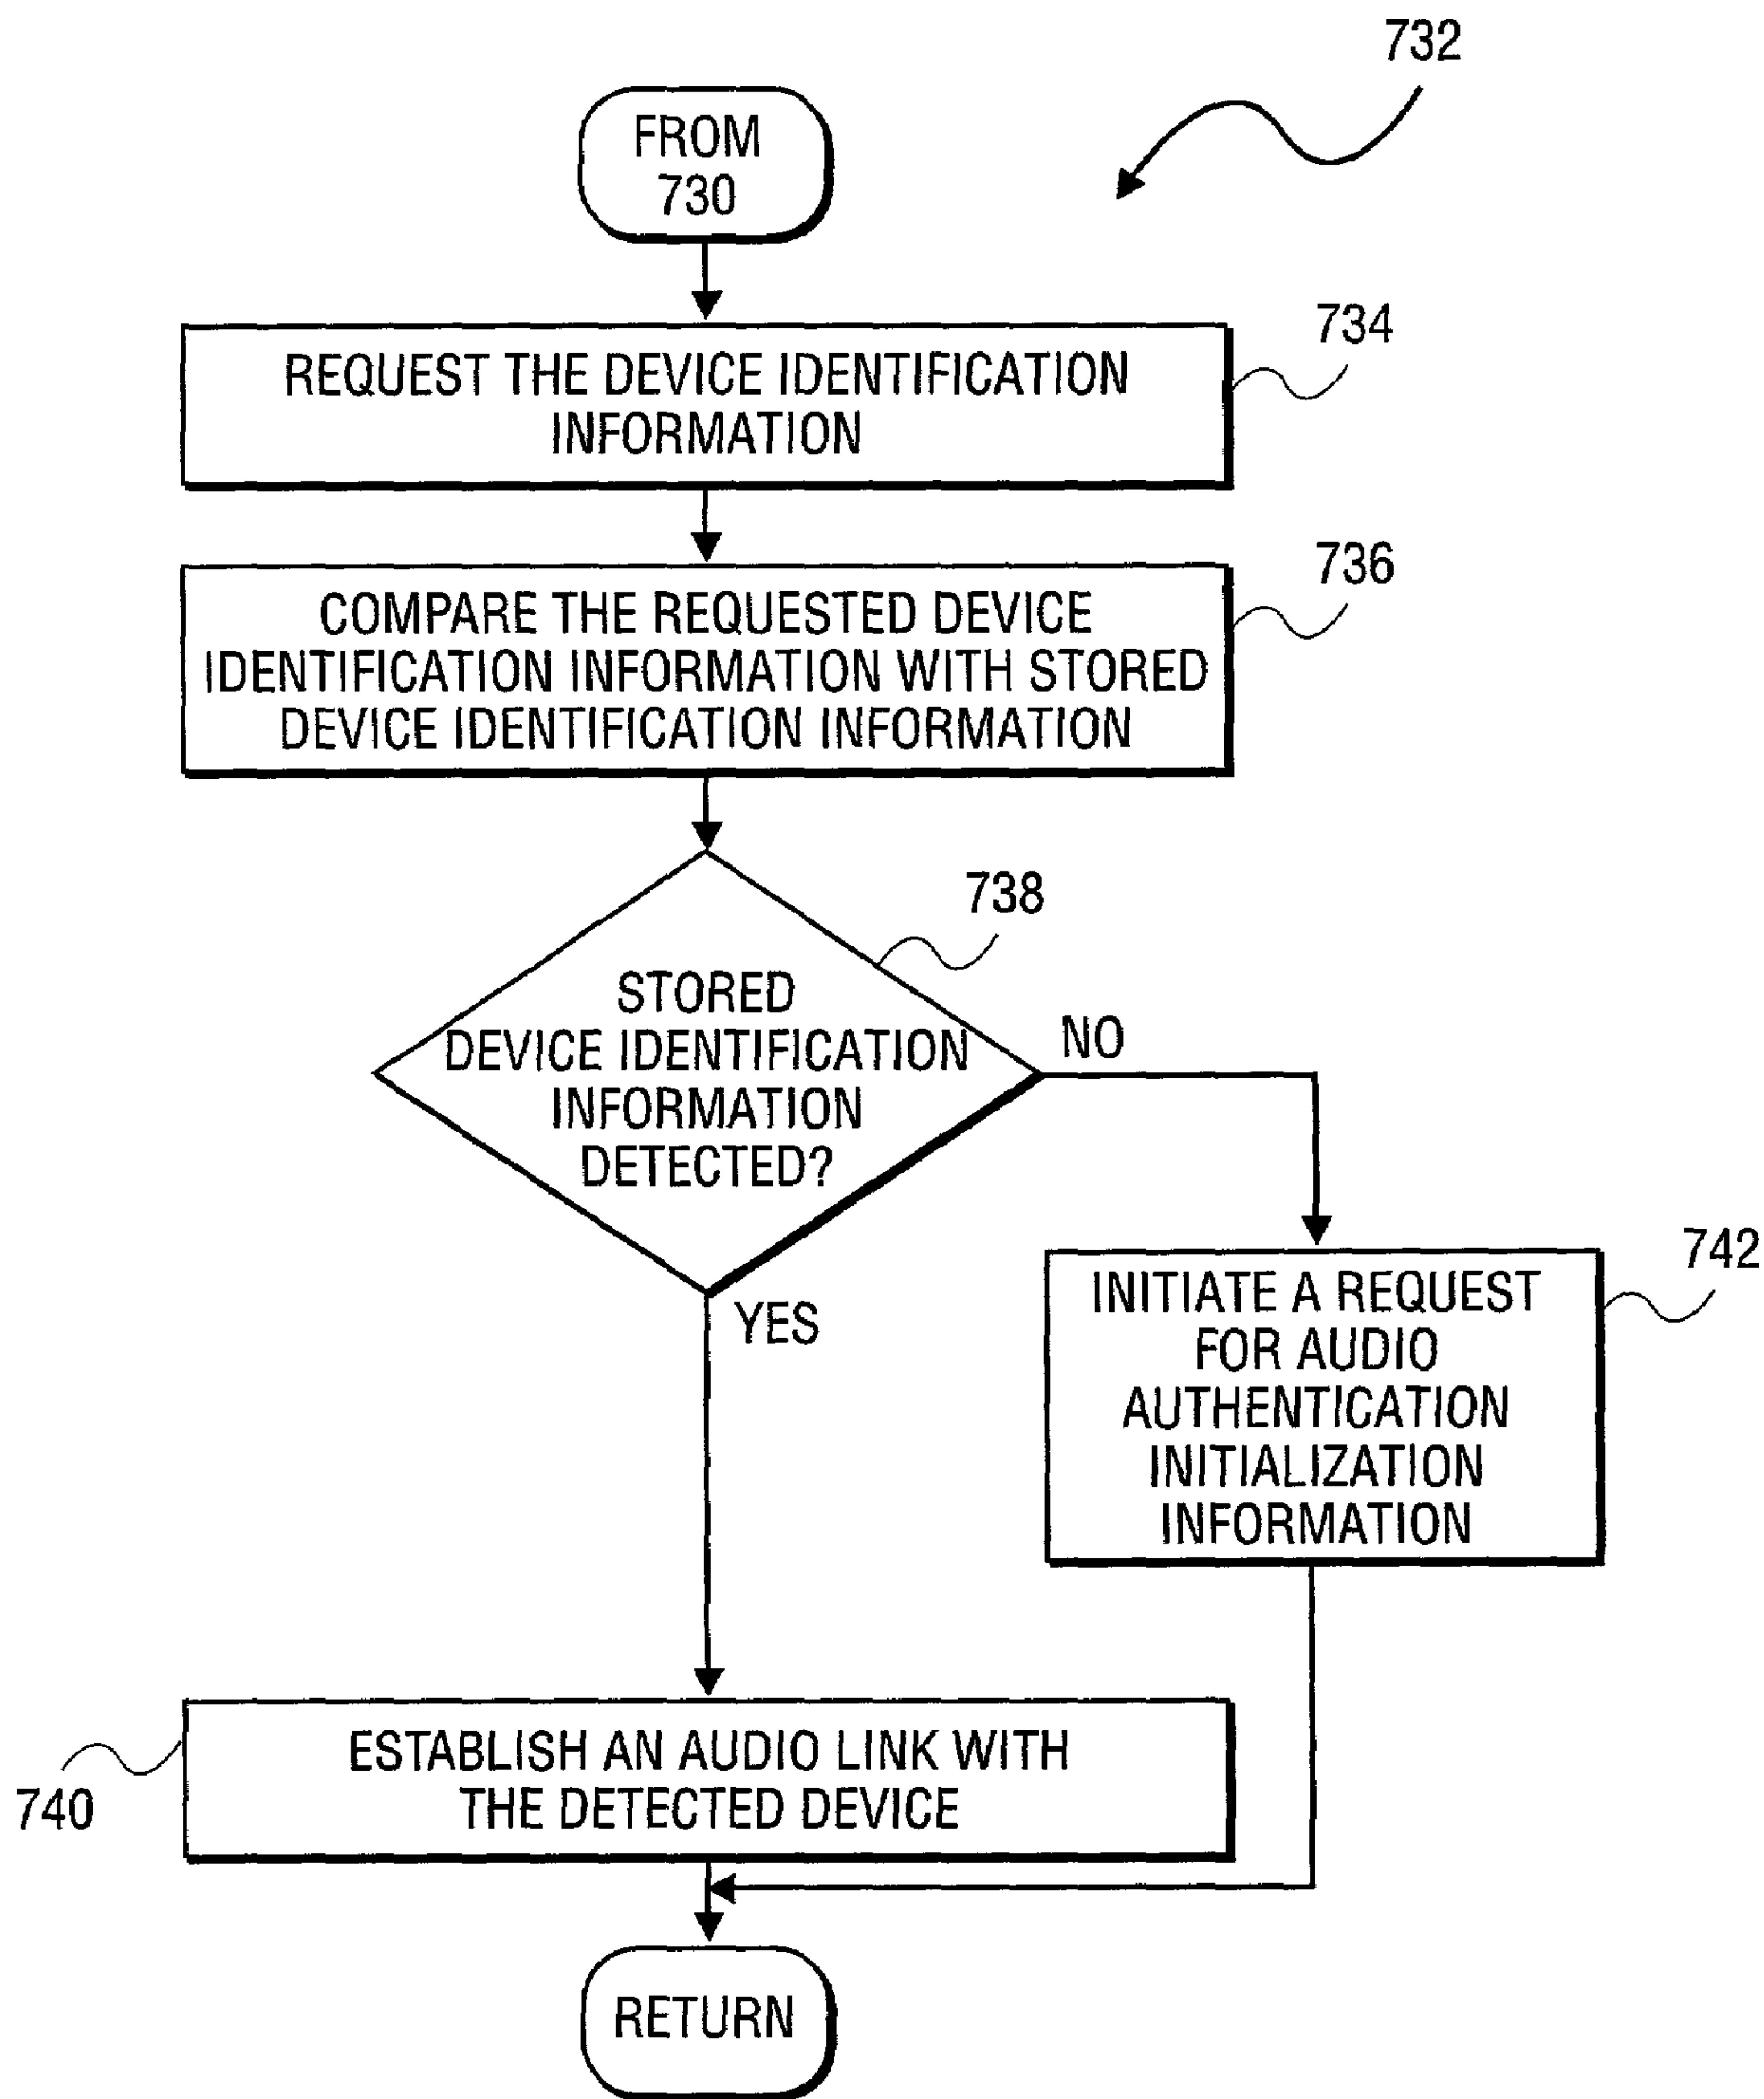 732
FROM
730
734
REQUEST THE DEVICE IDENTIFICATION
INFORMATION
736
COMPARE THE REQUESTED DEVICE
IDENTIFICATION INFORMATION WITH STORED
DEVICE IDENTIFICATION INFORMATION
738
STORED
DEVICE IDENTIFICATION
INFORMATION
DETECTED?
NO
YES
742
INITIATE A REQUEST
FOR AUDIO
AUTHENTICATION
INITIALIZATION
INFORMATION
740
ESTABLISH AN AUDIO LINK WITH
THE DETECTED DEVICE
RETURN